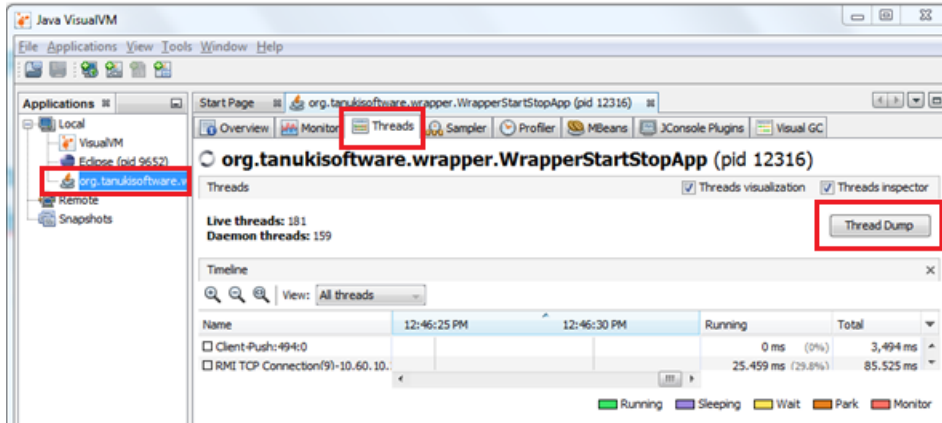 Java VisualVM
File Applications View Tools Window Help
Applications
Start Page org.tanukisoftware.wrapper.WrapperStartStopApp (pid 12316)
Local
VisualVM
Eclipse (pid 9652)
org.tanukisoftware.w
Remote
Snapshots
Overview Monitor Threads Sampler Profiler MBeans JConsole Plugins Visual GC
org.tanukisoftware.wrapper.WrapperStartStopApp (pid 12316)
Threads Threads visualization Threads inspector
Live threads: 181
Daemon threads: 159
Thread Dump
Timeline
View: All threads
Name 12:46:25 PM 12:46:30 PM Running Total
Client-Push:494:0 0 ms (0%) 3,494 ms
RMI TCP Connection(9)-10.60.10. 25.459 ms (29.8%) 85.525 ms
Running Sleeping Wait Park Monitor